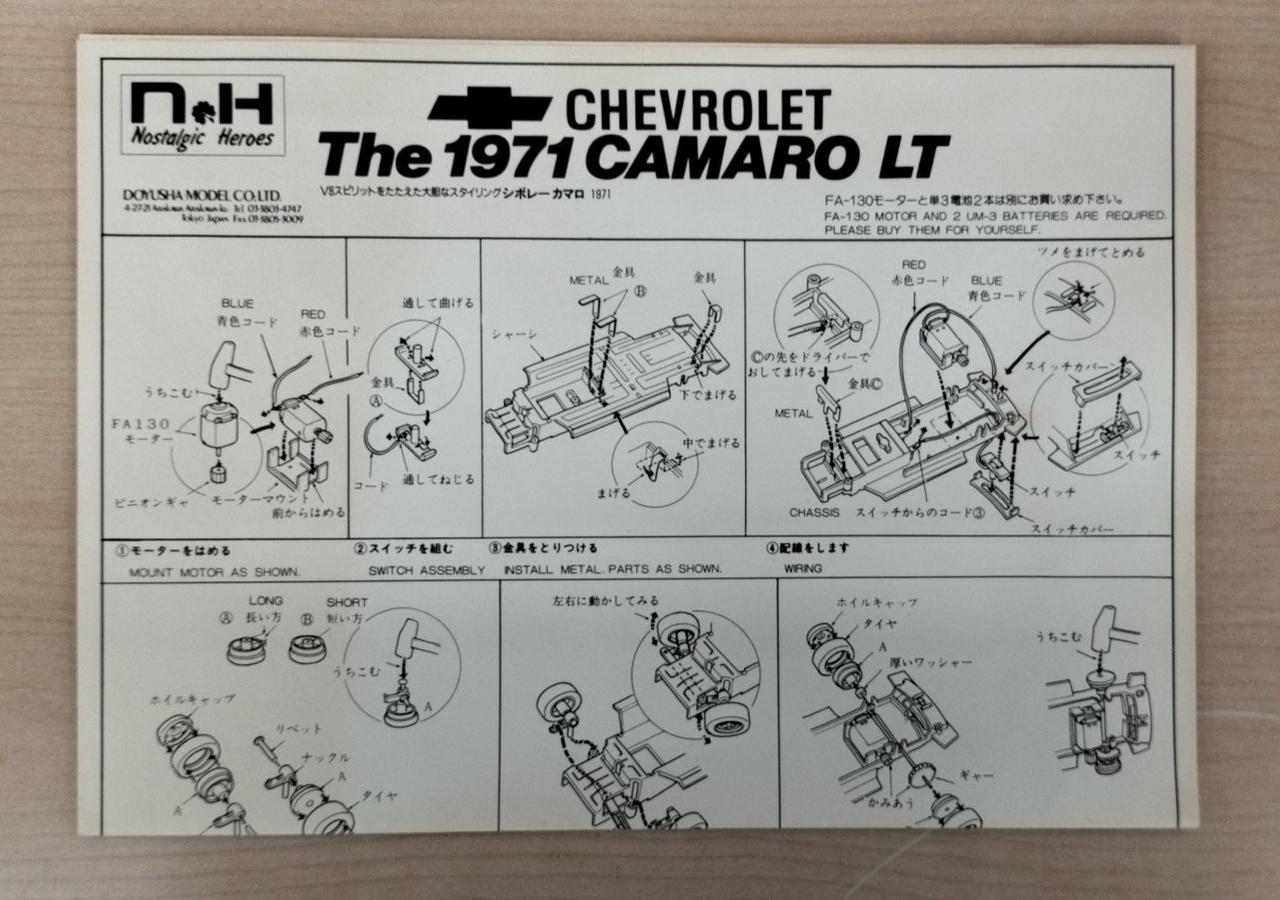 n H
Nostalgic Heroes
CHEVROLET
The 1971 CAMARO LT
DOYUSHA MODEL CO.,LTD.
4-27-21 Arakawa Arakawa-ku Tel 03-3803-4747
Tokyo Japan Fax 03-3805-3009
V8スピリットをたたえた大胆なスタイリングシボレー カマロ 1971
FA-130モーターと単3電池2本は別にお買い求め下さい。
FA-130 MOTOR AND 2 UM-3 BATTERIES ARE REQUIRED.
PLEASE BUY THEM FOR YOURSELF.
BLUE
青色コード
RED
赤色コード
うちこむ
FA130
モーター
ピニオンギヤ
モーターマウント
前からはめる
通して曲げる
金具
Ⓐ
コード
通してねじる
METAL
金具
Ⓑ
金具
シャーシ
下でまげる
中でまげる
まげる
RED
赤色コード
BLUE
青色コード
ツメをまげてとめる
Ⓒの先をドライバーで
おしてまげる
金具Ⓒ
METAL
スイッチカバー
スイッチ
スイッチ
スイッチカバー
CHASSIS
スイッチからのコード③
①モーターをはめる
MOUNT MOTOR AS SHOWN.
②スイッチを組む
SWITCH ASSEMBLY
③金具をとりつける
INSTALL METAL PARTS AS SHOWN.
④配線をします
WIRING
LONG
Ⓐ 長い方
SHORT
Ⓑ 短い方
うちこむ
A
ホイルキャップ
リベット
ナックル
A
タイヤ
A
左右に動かしてみる
ホイルキャップ
タイヤ
A
厚いワッシャー
ギャー
かみあう
うちこむ